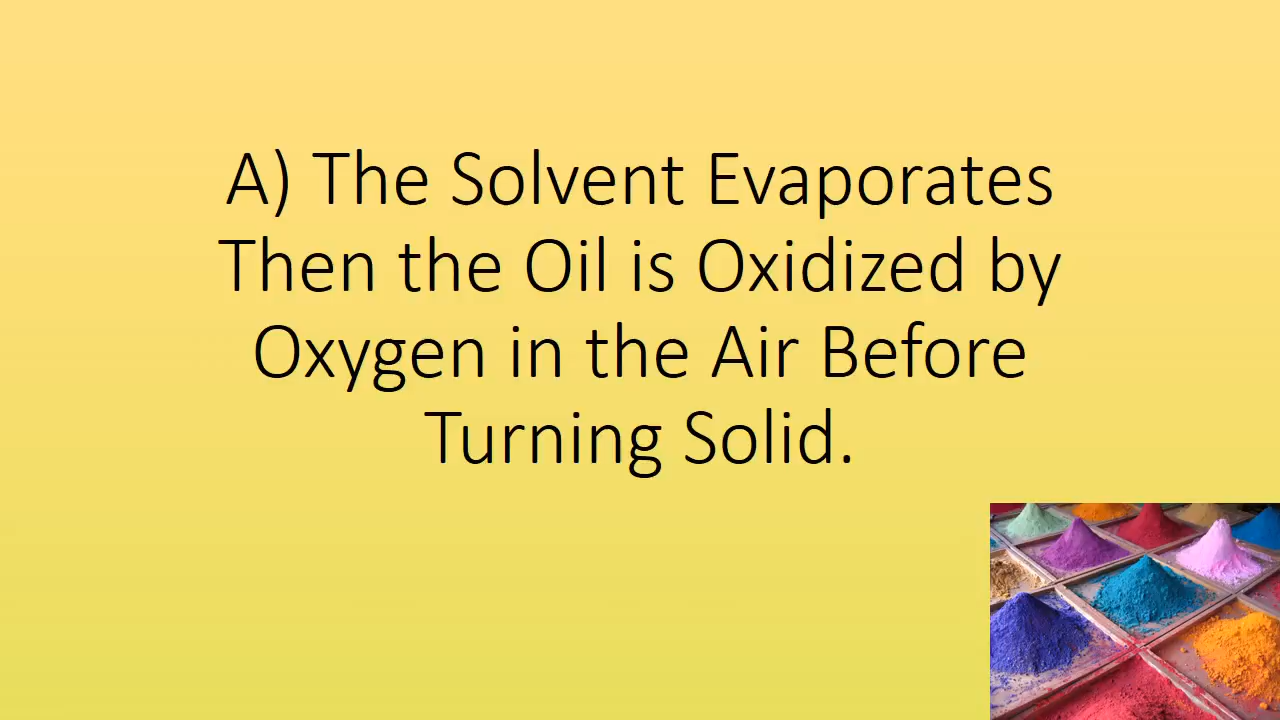 A) The Solvent Evaporates
Then the Oil is Oxidized by
Oxygen in the Air Before
Turning Solid.